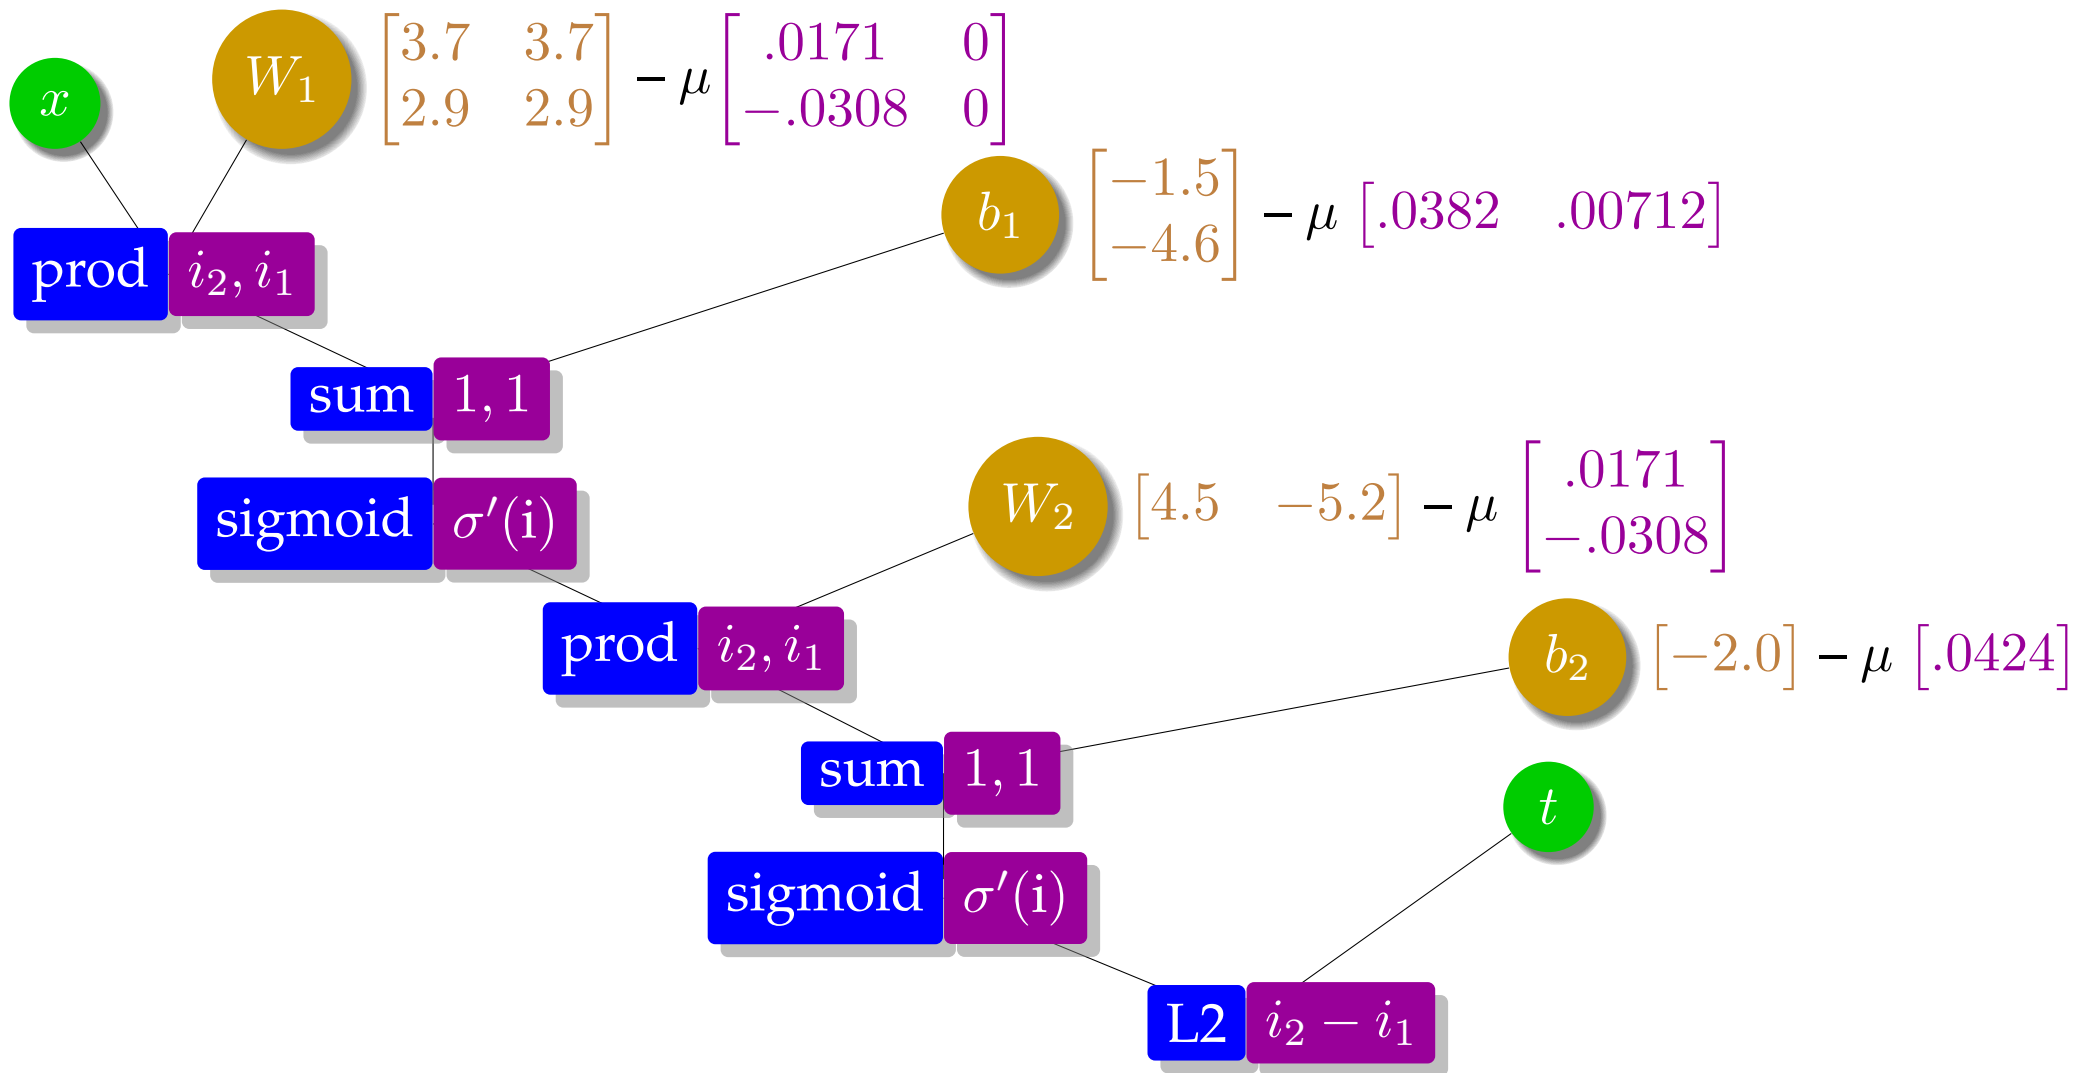 x W₁ [3.7 3.7] − μ [.0171 0]
[2.9 2.9] [−.0308 0]
b₁ [−1.5] − μ [.0382 .00712]
[−4.6]
prod i₂, i₁
sum 1, 1
sigmoid σ′(i)
W₂ [4.5 −5.2] − μ [.0171]
[−.0308]
prod i₂, i₁
b₂ [−2.0] − μ [.0424]
sum 1, 1
t
sigmoid σ′(i)
L2 i₂ − i₁